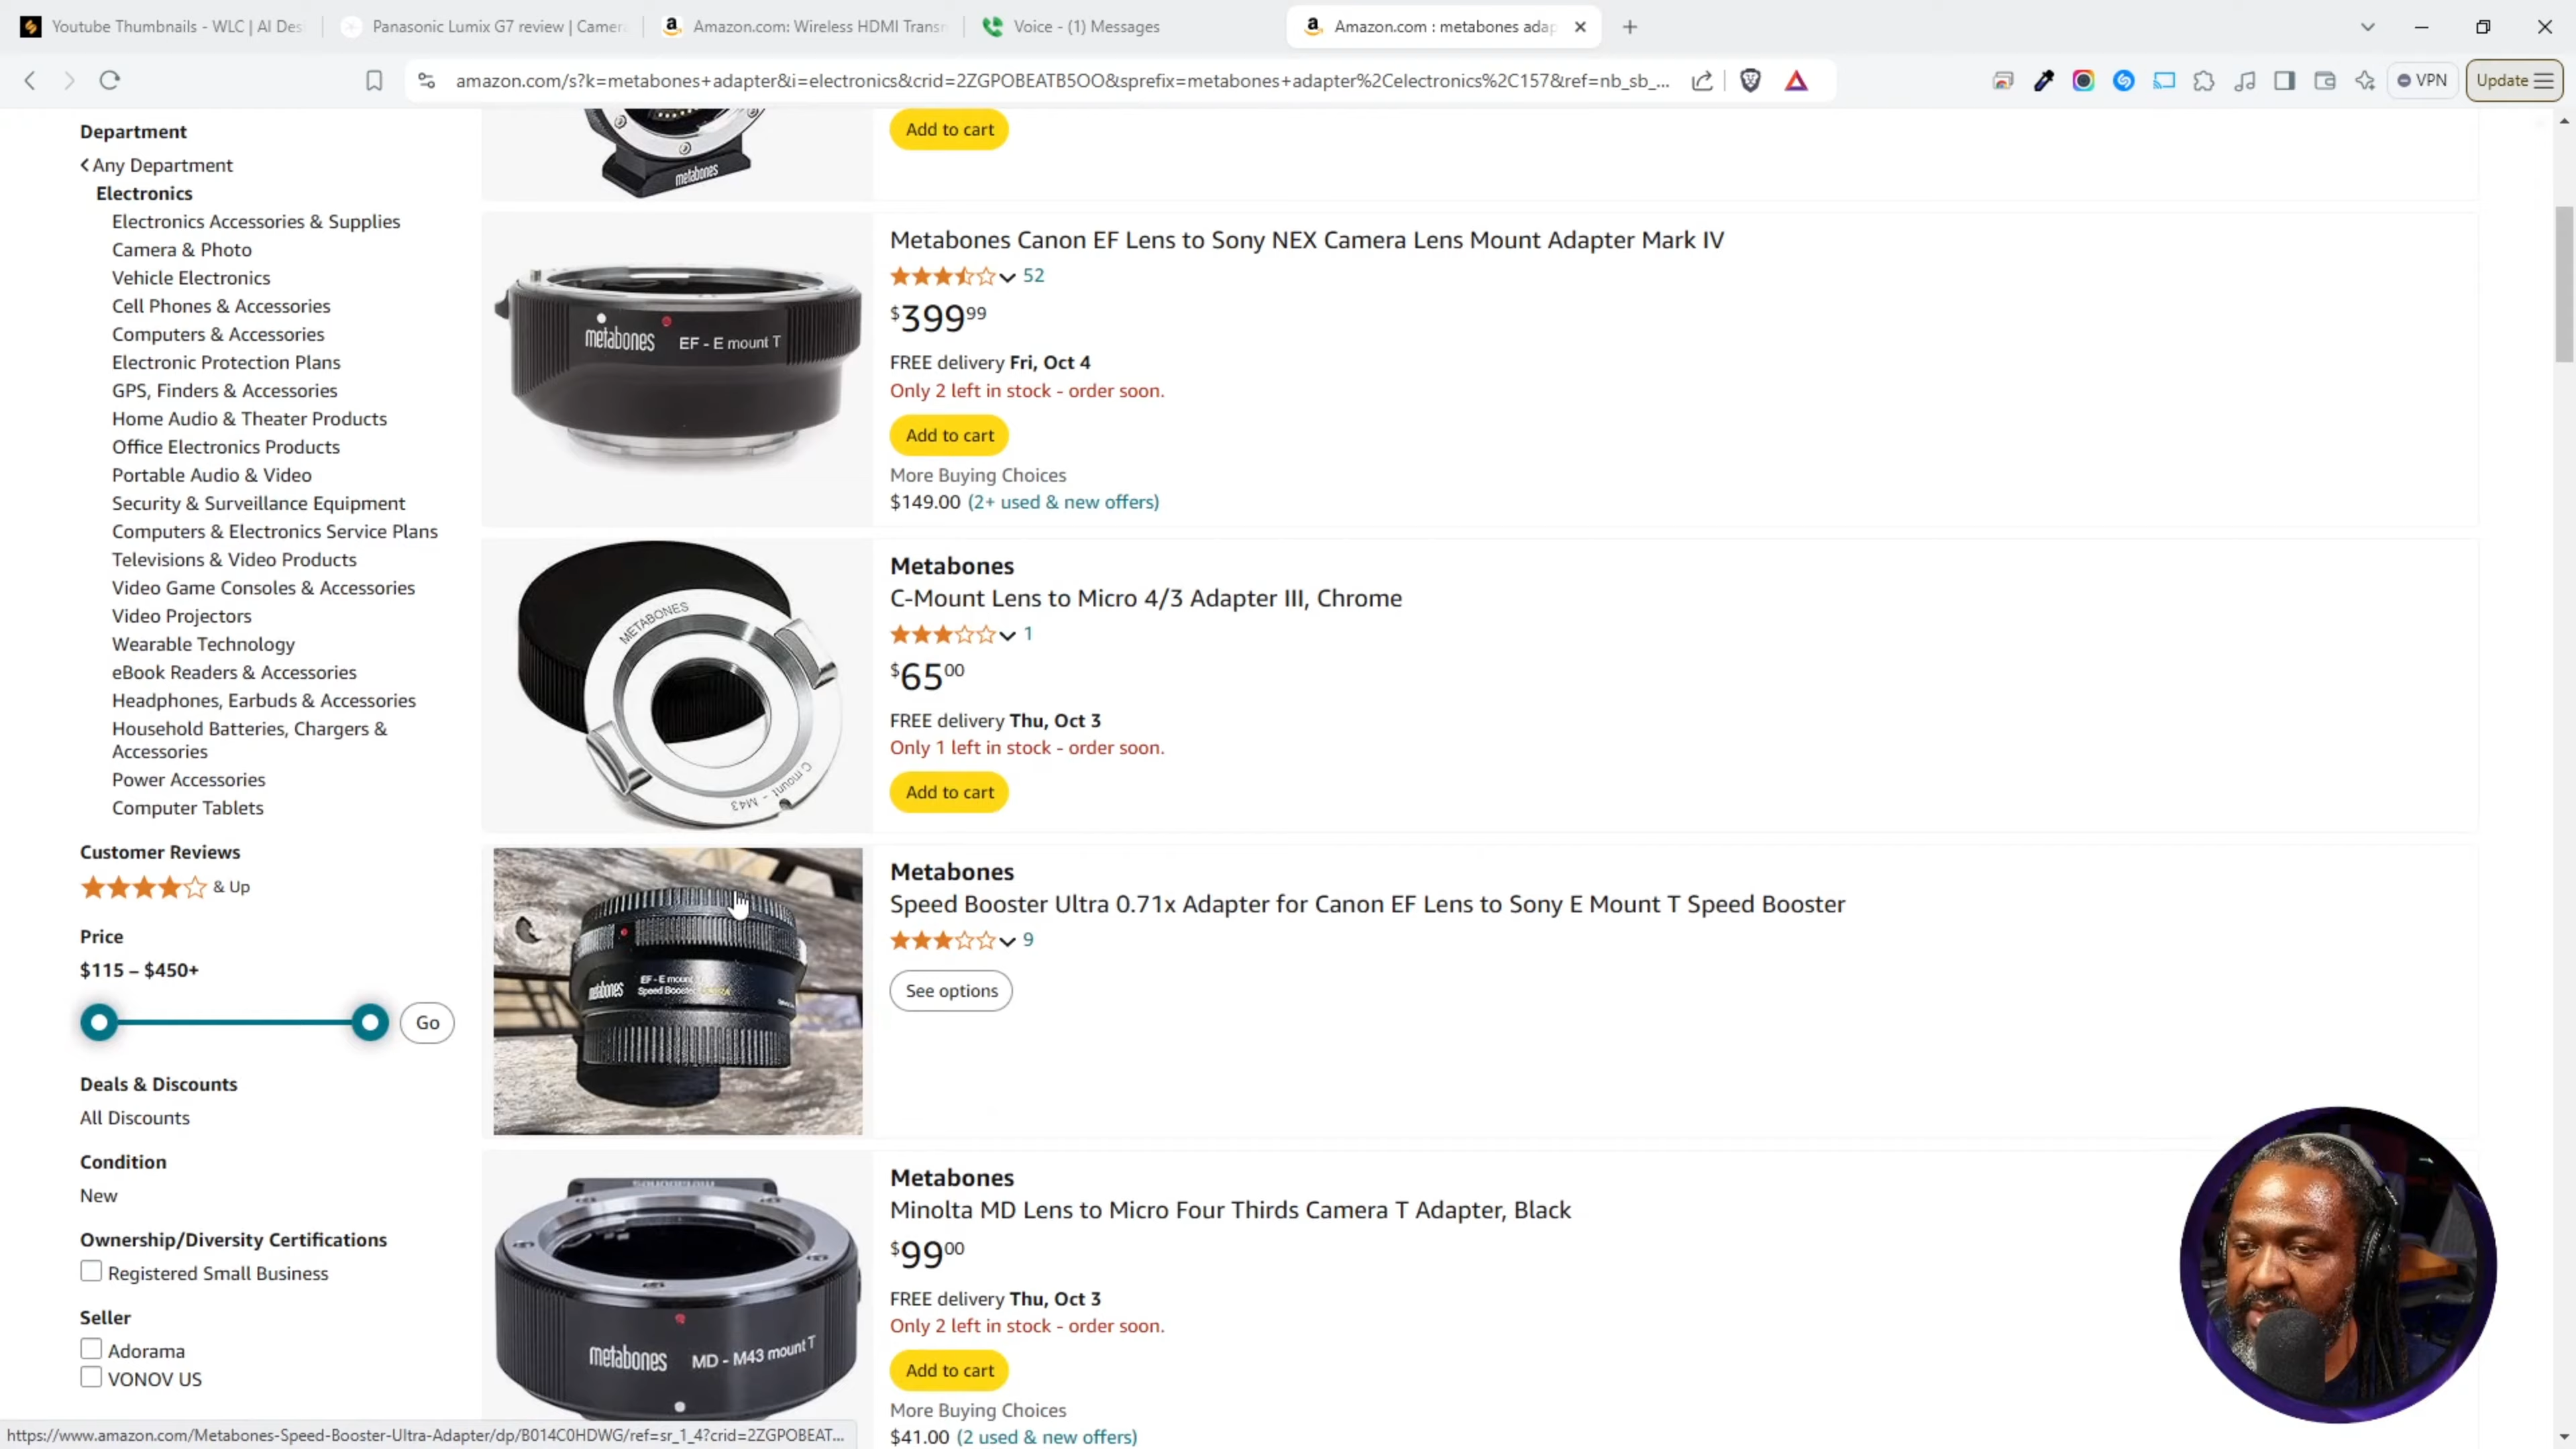 Youtube Thumbnails - WLC | AI Desi
Panasonic Lumix G7 review | Camera
Amazon.com: Wireless HDMI Transm
Voice - (1) Messages
Amazon.com : metabones adap
amazon.com/s?k=metabones+adapter&i=electronics&crid=2ZGPOBEATB5OO&sprefix=metabones+adapter%2Celectronics%2C157&ref=nb_sb_...
VPN
Update
Department
Any Department
Electronics
Electronics Accessories & Supplies
Camera & Photo
Vehicle Electronics
Cell Phones & Accessories
Computers & Accessories
Electronic Protection Plans
GPS, Finders & Accessories
Home Audio & Theater Products
Office Electronics Products
Portable Audio & Video
Security & Surveillance Equipment
Computers & Electronics Service Plans
Televisions & Video Products
Video Game Consoles & Accessories
Video Projectors
Wearable Technology
eBook Readers & Accessories
Headphones, Earbuds & Accessories
Household Batteries, Chargers &
Accessories
Power Accessories
Computer Tablets
Customer Reviews
& Up
Price
$115 – $450+
Go
Deals & Discounts
All Discounts
Condition
New
Ownership/Diversity Certifications
Registered Small Business
Seller
Adorama
VONOV US
metabones
Add to cart
metabones EF - E mount T
Metabones Canon EF Lens to Sony NEX Camera Lens Mount Adapter Mark IV
52
$399.99
FREE delivery Fri, Oct 4
Only 2 left in stock - order soon.
Add to cart
More Buying Choices
$149.00 (2+ used & new offers)
METABONES
C mount - M43
Metabones
C-Mount Lens to Micro 4/3 Adapter III, Chrome
1
$65.00
FREE delivery Thu, Oct 3
Only 1 left in stock - order soon.
Add to cart
metabones
EF - E mount
Speed Booster ULTRA
Metabones
Speed Booster Ultra 0.71x Adapter for Canon EF Lens to Sony E Mount T Speed Booster
9
See options
metabones
metabones MD - M43 mount T
Metabones
Minolta MD Lens to Micro Four Thirds Camera T Adapter, Black
$99.00
FREE delivery Thu, Oct 3
Only 2 left in stock - order soon.
Add to cart
More Buying Choices
$41.00 (2 used & new offers)
https://www.amazon.com/Metabones-Speed-Booster-Ultra-Adapter/dp/B014C0HDWG/ref=sr_1_4?crid=2ZGPOBEAT...